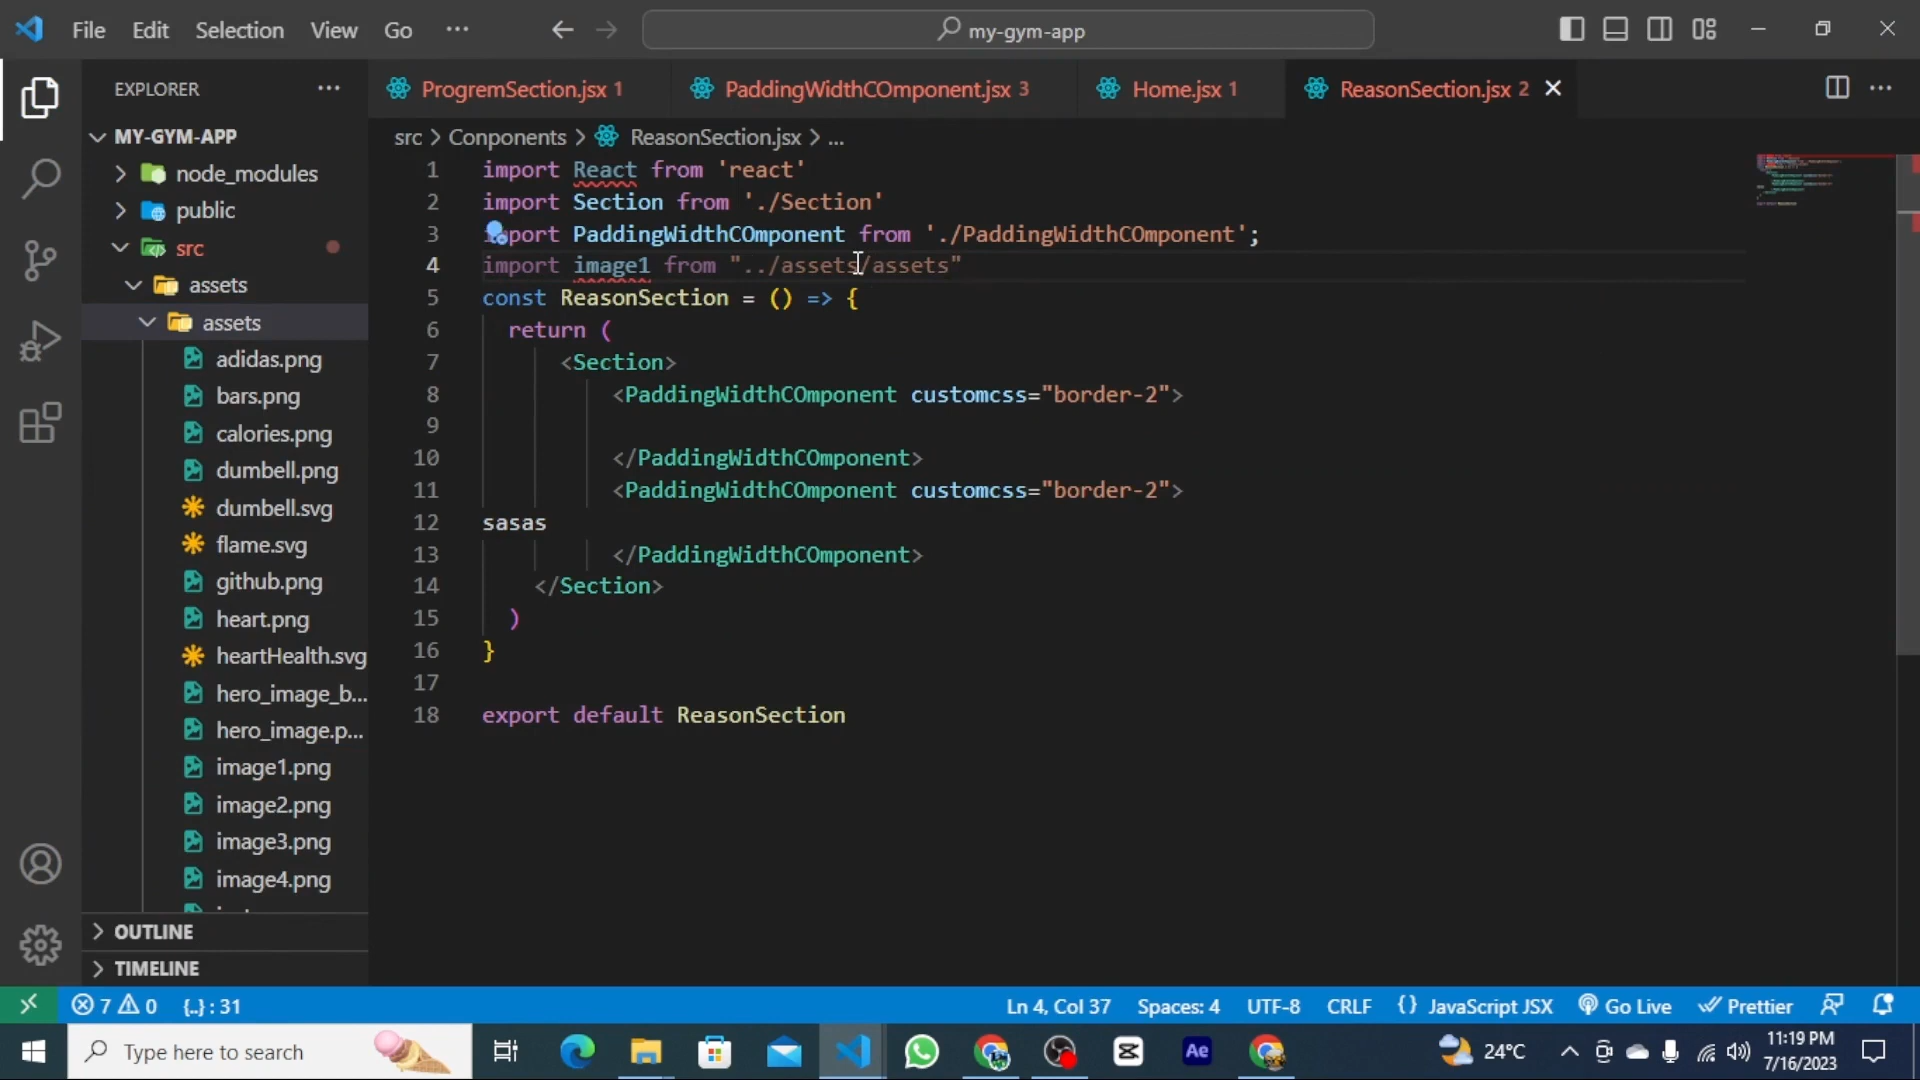 File Edit Selection View Go ··· my-gym-app
EXPLORER ···
ProgremSection.jsx 1 PaddingWidthCOmponent.jsx 3 Home.jsx 1 ReasonSection.jsx 2
src > Conponents > ReasonSection.jsx > ...
MY-GYM-APP
node_modules
public
src
assets
assets
adidas.png
bars.png
calories.png
dumbell.png
dumbell.svg
flame.svg
github.png
heart.png
heartHealth.svg
hero_image_b...
hero_image.p...
image1.png
image2.png
image3.png
image4.png
OUTLINE
TIMELINE
1 import React from 'react'
2 import Section from './Section'
3 import PaddingWidthCOmponent from './PaddingWidthCOmponent';
4 import image1 from "../assets/assets"
5 const ReasonSection = () => {
6 return (
7 <Section>
8 <PaddingWidthCOmponent customcss="border-2">
9
10 </PaddingWidthCOmponent>
11 <PaddingWidthCOmponent customcss="border-2">
12 sasas
13 </PaddingWidthCOmponent>
14 </Section>
15 )
16 }
17
18 export default ReasonSection
7 0 {..} : 31 Ln 4, Col 37 Spaces: 4 UTF-8 CRLF {} JavaScript JSX Go Live Prettier
Type here to search Ae 24°C 11:19 PM
7/16/2023